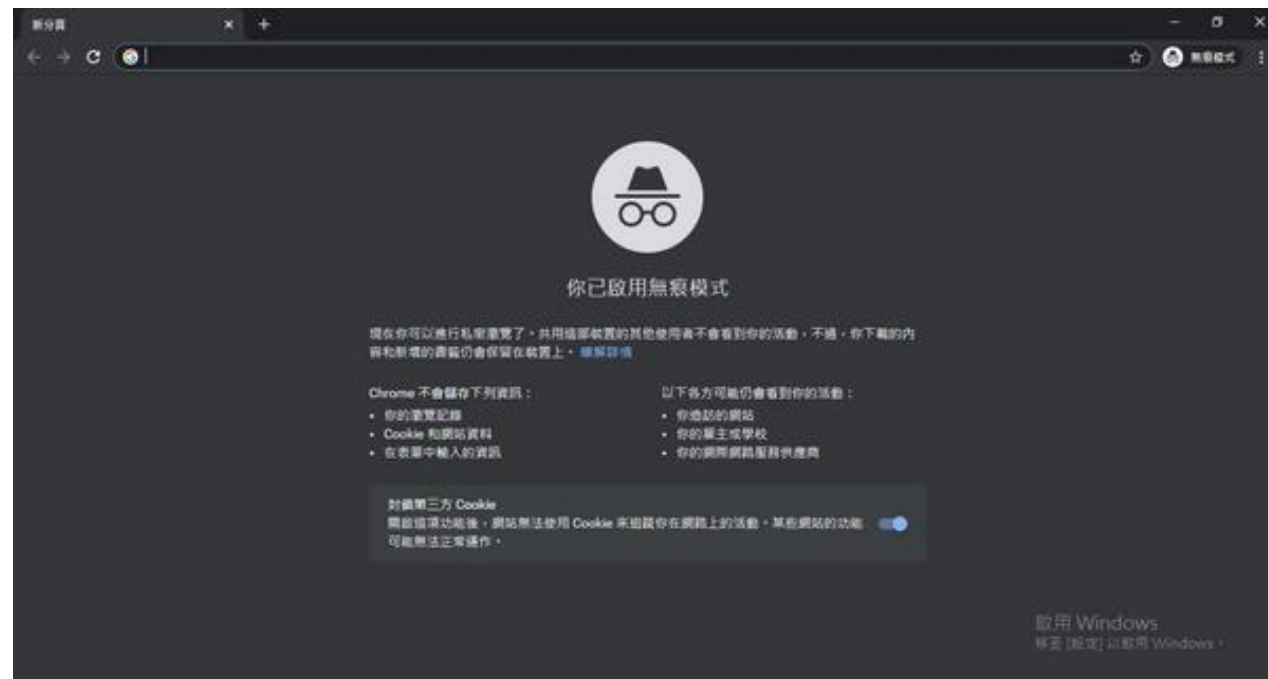 新分頁
無痕模式
你已啟用無痕模式
現在你可以進行私密瀏覽了。共用這部裝置的其他使用者不會看到你的活動，不過，你下載的內
容和新增的書籤仍會保留在裝置上。瞭解詳情
Chrome 不會儲存下列資訊：
• 你的瀏覽記錄
• Cookie 和網站資料
• 在表單中輸入的資訊
以下各方可能仍會看到你的活動：
• 你造訪的網站
• 你的雇主或學校
• 你的網際網路服務供應商
封鎖第三方 Cookie
開啟這項功能後，網站無法使用 Cookie 來追蹤你在網路上的活動。某些網站的功能
可能無法正常運作。
啟用 Windows
移至 [設定] 以啟用 Windows。